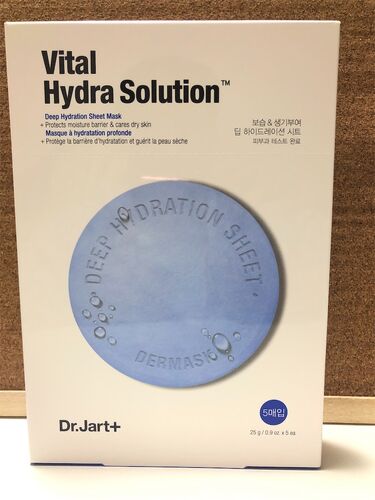 Vital
Hydra Solution™
Deep Hydration Sheet Mask
+ Protects moisture barrier & cares dry skin
Masque à hydratation profonde
+ Protège la barrière d'hydratation et guérit la peau sèche
보습 & 생기부여
딥 하이드레이션 시트
피부과 테스트 완료
DEEP HYDRATION SHEET
DERMASK
5매입
25 g / 0.9 oz x 5 ea
Dr.Jart+